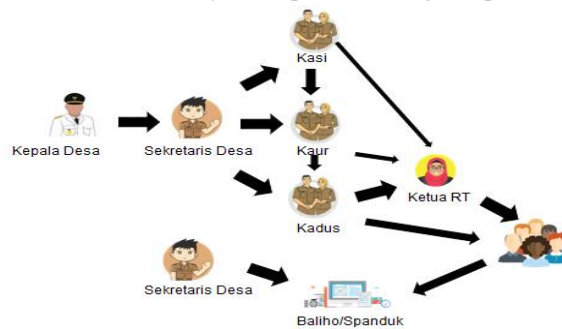 Kasi
Kepala Desa
Sekretaris Desa
Kaur
Ketua RT
Kadus
Sekretaris Desa
Baliho/Spanduk